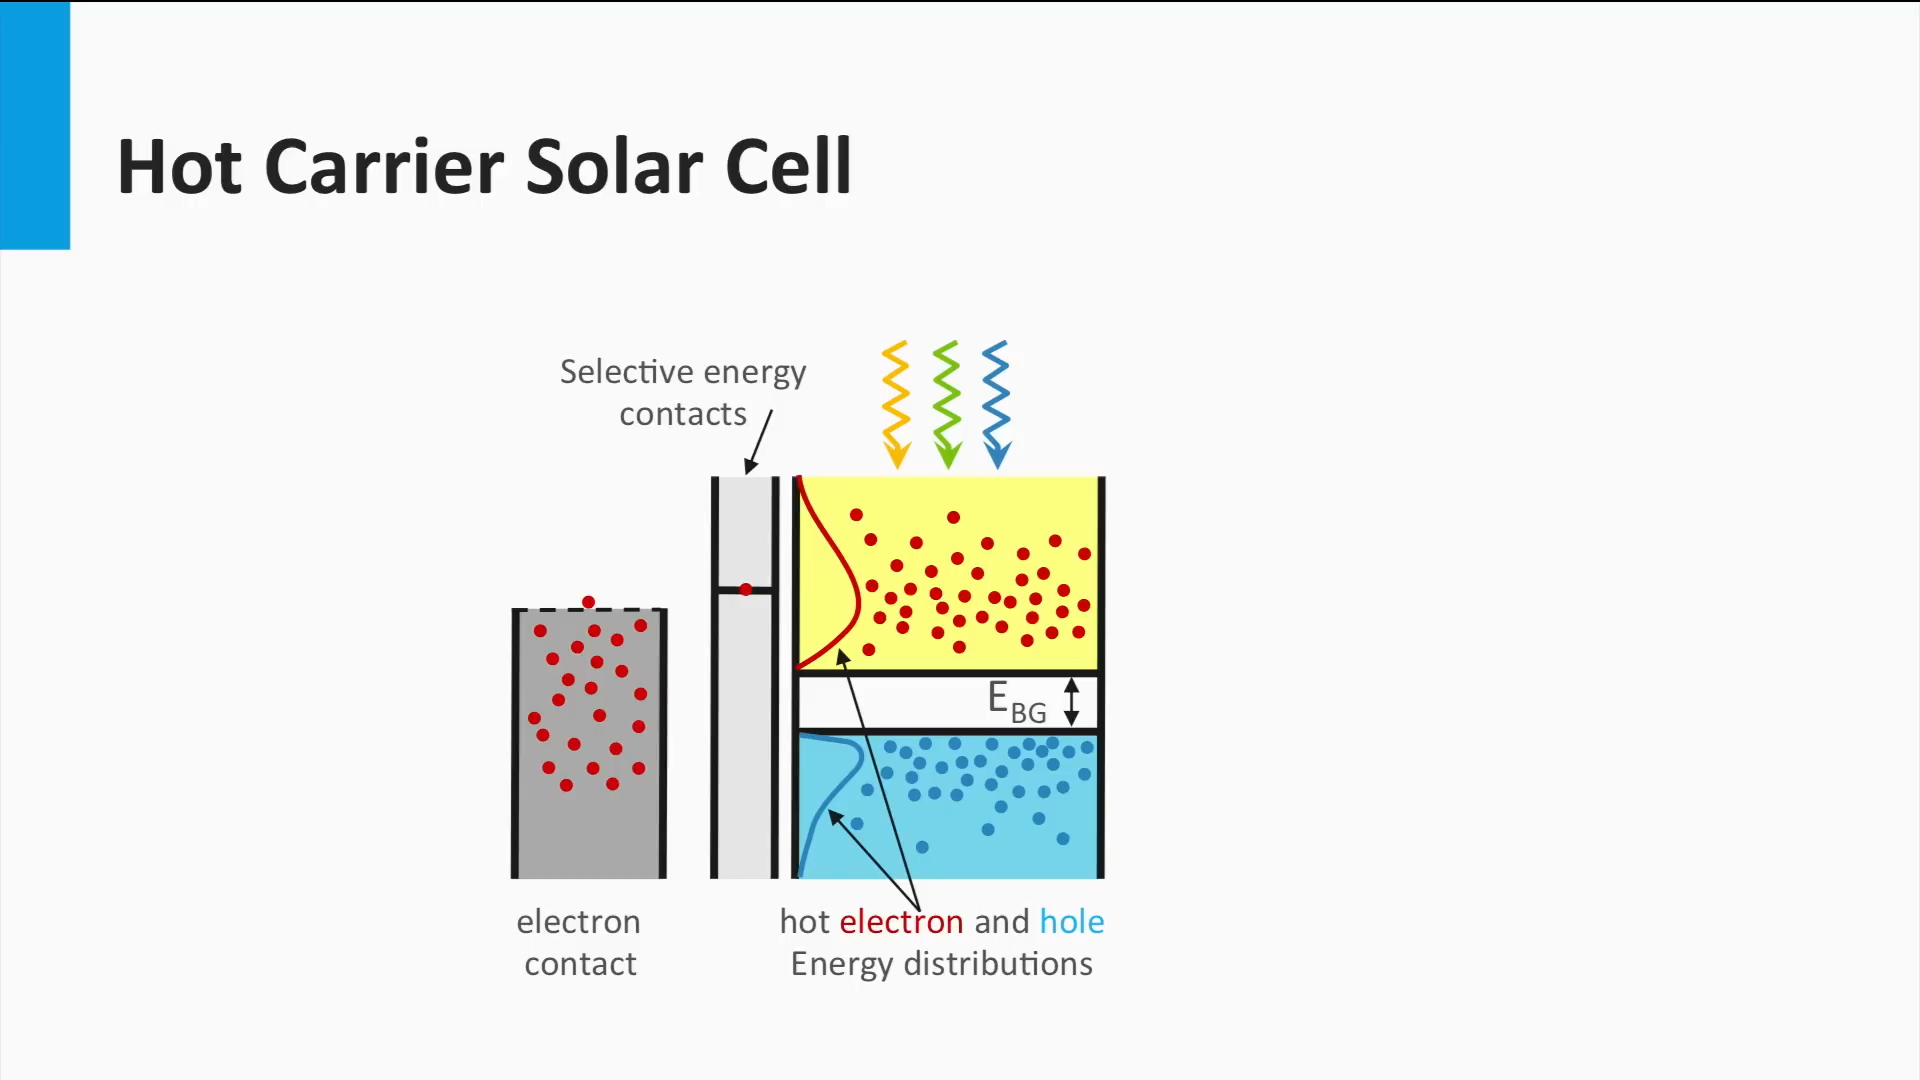 Hot Carrier Solar Cell
Selective energy
contacts
E_BG
electron
contact
hot electron and hole
Energy distributions